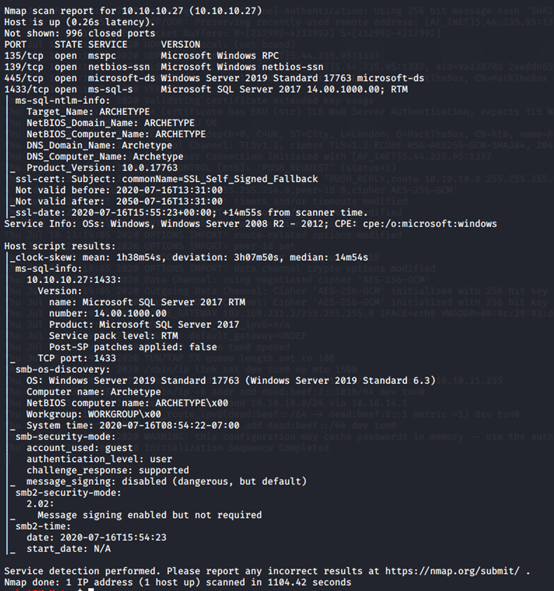 Nmap scan report for 10.10.10.27 (10.10.10.27)
Host is up (0.26s latency).
Not shown: 996 closed ports
PORT     STATE SERVICE      VERSION
135/tcp  open  msrpc        Microsoft Windows RPC
139/tcp  open  netbios-ssn  Microsoft Windows netbios-ssn
445/tcp  open  microsoft-ds Windows Server 2019 Standard 17763 microsoft-ds
1433/tcp open  ms-sql-s     Microsoft SQL Server 2017 14.00.1000.00; RTM
| ms-sql-ntlm-info:
|   Target_Name: ARCHETYPE
|   NetBIOS_Domain_Name: ARCHETYPE
|   NetBIOS_Computer_Name: ARCHETYPE
|   DNS_Domain_Name: Archetype
|   DNS_Computer_Name: Archetype
|_  Product_Version: 10.0.17763
| ssl-cert: Subject: commonName=SSL_Self_Signed_Fallback
| Not valid before: 2020-07-16T13:31:00
|_Not valid after:  2050-07-16T13:31:00
|_ssl-date: 2020-07-16T15:55:23+00:00; +14m55s from scanner time.
Service Info: OSs: Windows, Windows Server 2008 R2 - 2012; CPE: cpe:/o:microsoft:windows
Host script results:
|_clock-skew: mean: 1h38m54s, deviation: 3h07m50s, median: 14m54s
| ms-sql-info:
|   10.10.10.27:1433:
|     Version:
|       name: Microsoft SQL Server 2017 RTM
|       number: 14.00.1000.00
|       Product: Microsoft SQL Server 2017
|       Service pack level: RTM
|       Post-SP patches applied: false
|_    TCP port: 1433
| smb-os-discovery:
|   OS: Windows Server 2019 Standard 17763 (Windows Server 2019 Standard 6.3)
|   Computer name: Archetype
|   NetBIOS computer name: ARCHETYPE\x00
|   Workgroup: WORKGROUP\x00
|_  System time: 2020-07-16T08:54:22-07:00
| smb-security-mode:
|   account_used: guest
|   authentication_level: user
|   challenge_response: supported
|_  message_signing: disabled (dangerous, but default)
| smb2-security-mode:
|   2.02:
|_    Message signing enabled but not required
| smb2-time:
|   date: 2020-07-16T15:54:23
|_  start_date: N/A
Service detection performed. Please report any incorrect results at https://nmap.org/submit/ .
Nmap done: 1 IP address (1 host up) scanned in 1104.42 seconds